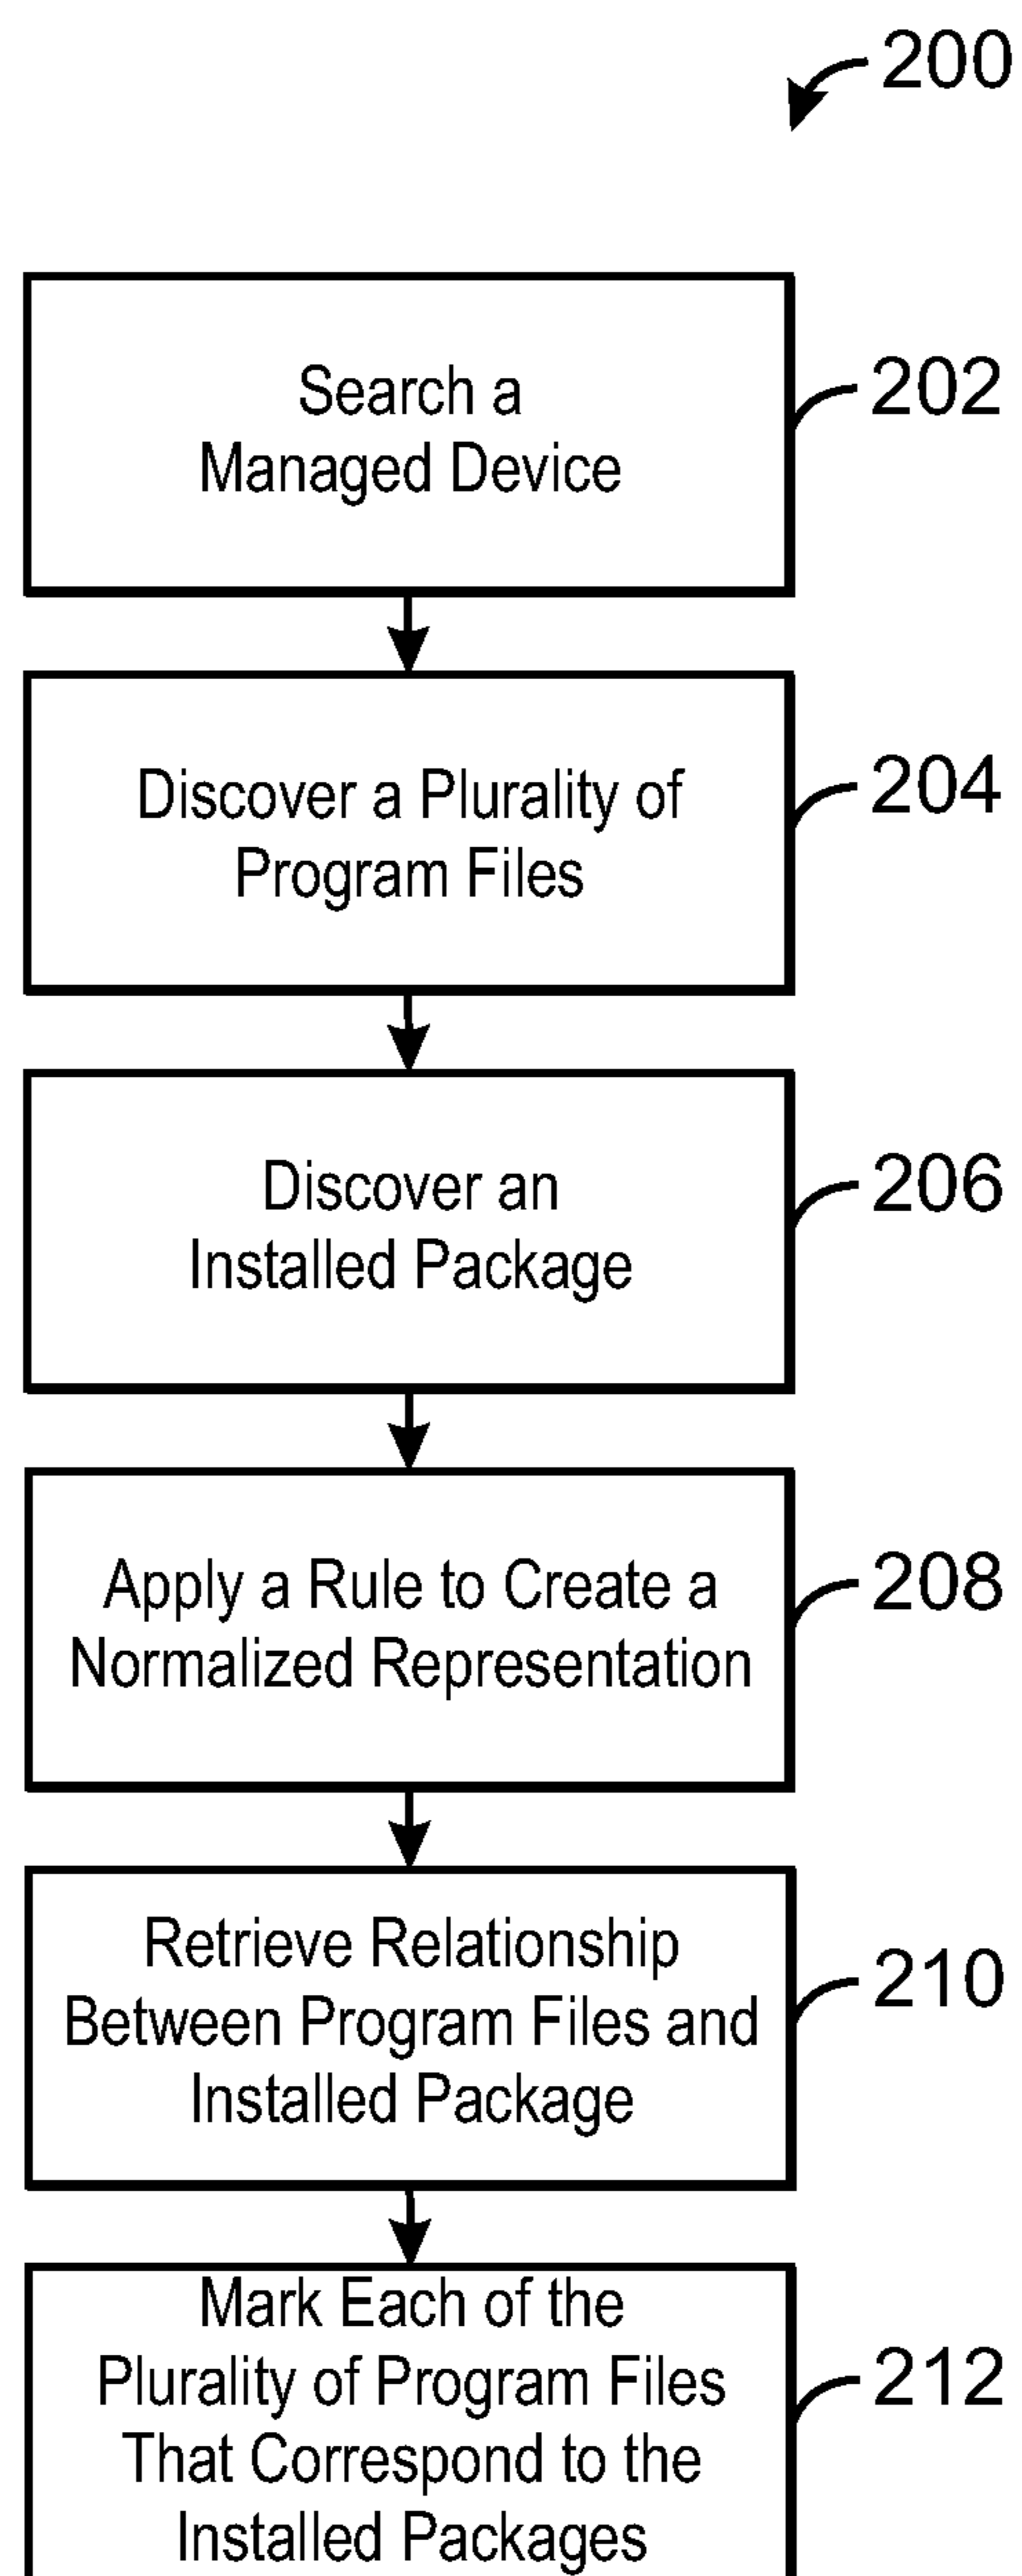 200
Search a
Managed Device
202
Discover a Plurality of
Program Files
204
Discover an
Installed Package
206
Apply a Rule to Create a
Normalized Representation
208
Retrieve Relationship
Between Program Files and
Installed Package
210
Mark Each of the
Plurality of Program Files
That Correspond to the
Installed Packages
212